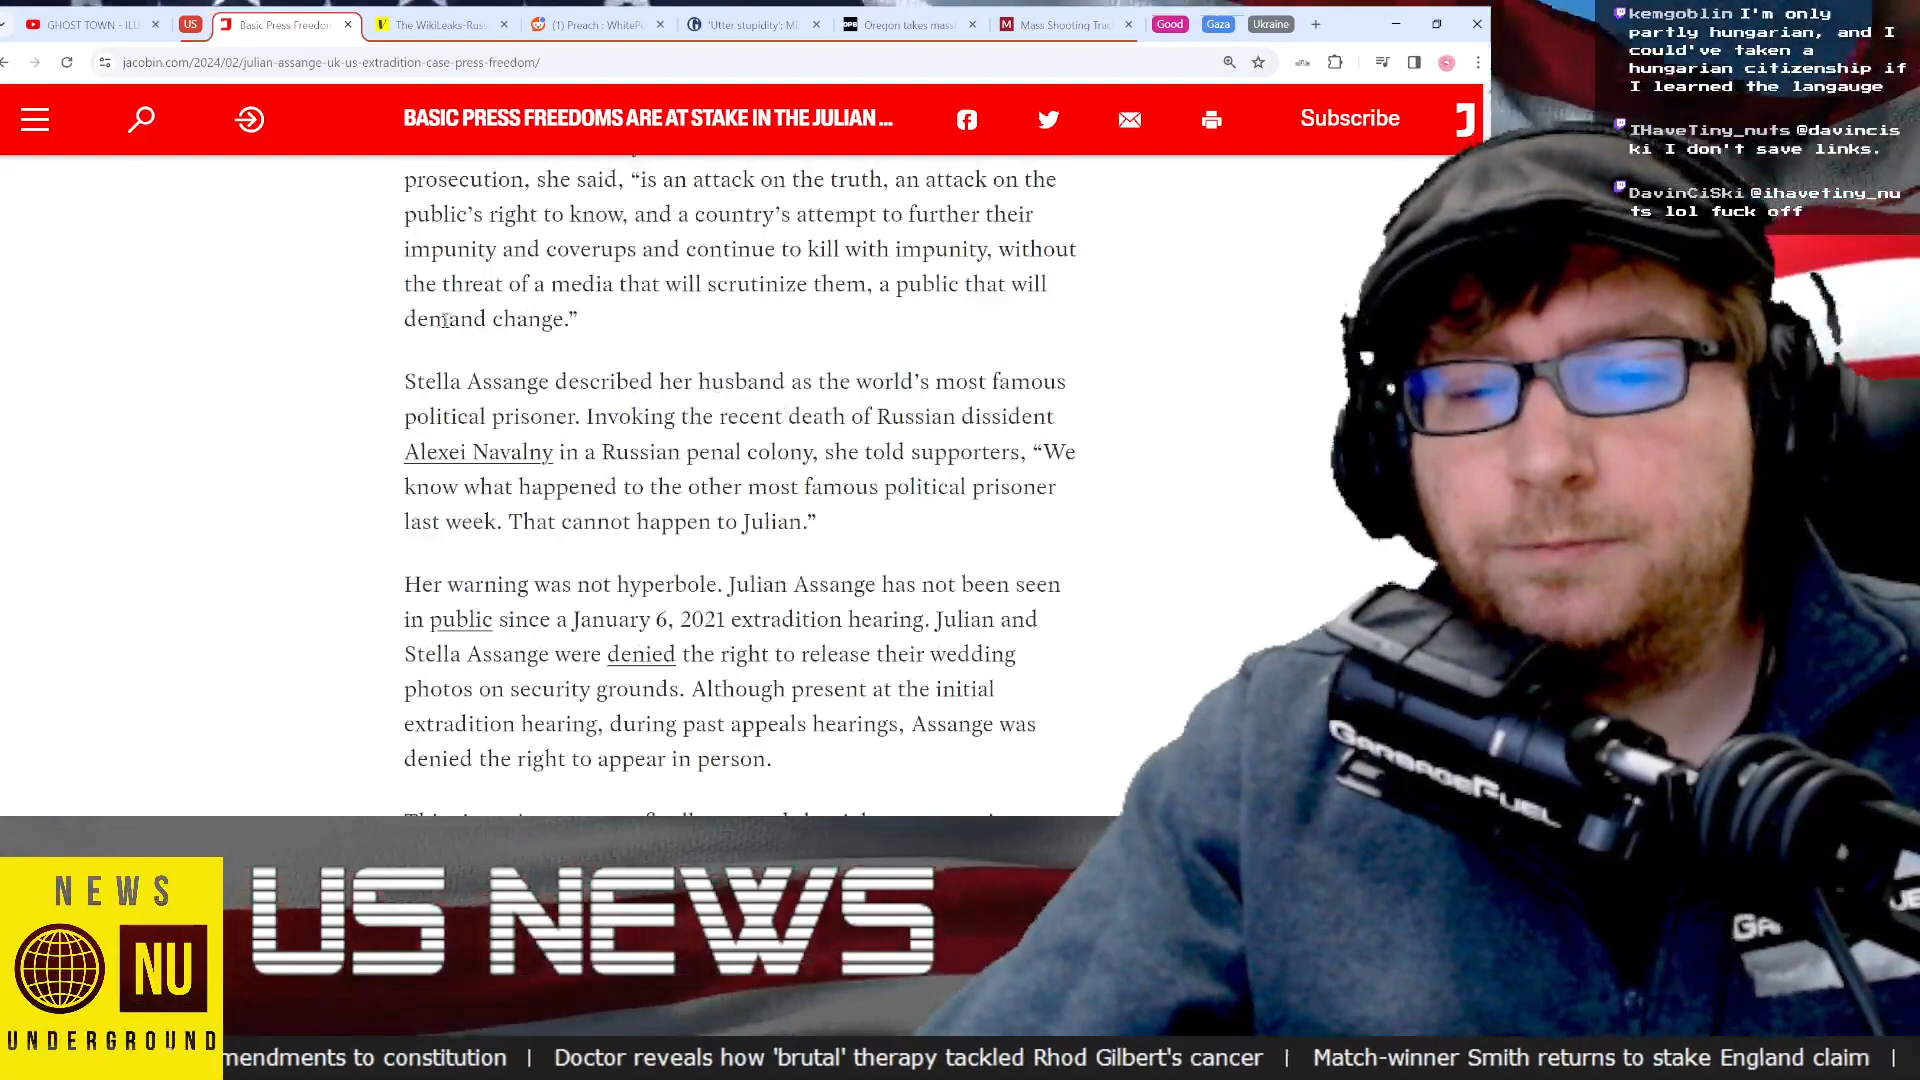 GHOST TOWN - ILL
US
Basic Press Freedom
The WikiLeaks-Russ
(1) Preach : WhitePe
'Utter stupidity': Mi
Oregon takes mass
Mass Shooting Trac
Good
Gaza
Ukraine
jacobin.com/2024/02/julian-assange-uk-us-extradition-case-press-freedom/
BASIC PRESS FREEDOMS ARE AT STAKE IN THE JULIAN ...
Subscribe
prosecution, she said, “is an attack on the truth, an attack on the
public’s right to know, and a country’s attempt to further their
impunity and coverups and continue to kill with impunity, without
the threat of a media that will scrutinize them, a public that will
demand change.”
Stella Assange described her husband as the world’s most famous
political prisoner. Invoking the recent death of Russian dissident
Alexei Navalny in a Russian penal colony, she told supporters, “We
know what happened to the other most famous political prisoner
last week. That cannot happen to Julian.”
Her warning was not hyperbole. Julian Assange has not been seen
in public since a January 6, 2021 extradition hearing. Julian and
Stella Assange were denied the right to release their wedding
photos on security grounds. Although present at the initial
extradition hearing, during past appeals hearings, Assange was
denied the right to appear in person.
kemgoblin I'm only
partly hungarian, and I
could've taken a
hungarian citizenship if
I learned the langauge
IHaveTiny_nuts @davincis
ki I don't save links.
DavinCiSki @ihavetiny_nu
ts lol fuck off
GARBAGEFUEL
NEWS
NU
UNDERGROUND
US NEWS
mendments to constitution | Doctor reveals how 'brutal' therapy tackled Rhod Gilbert's cancer | Match-winner Smith returns to stake England claim |